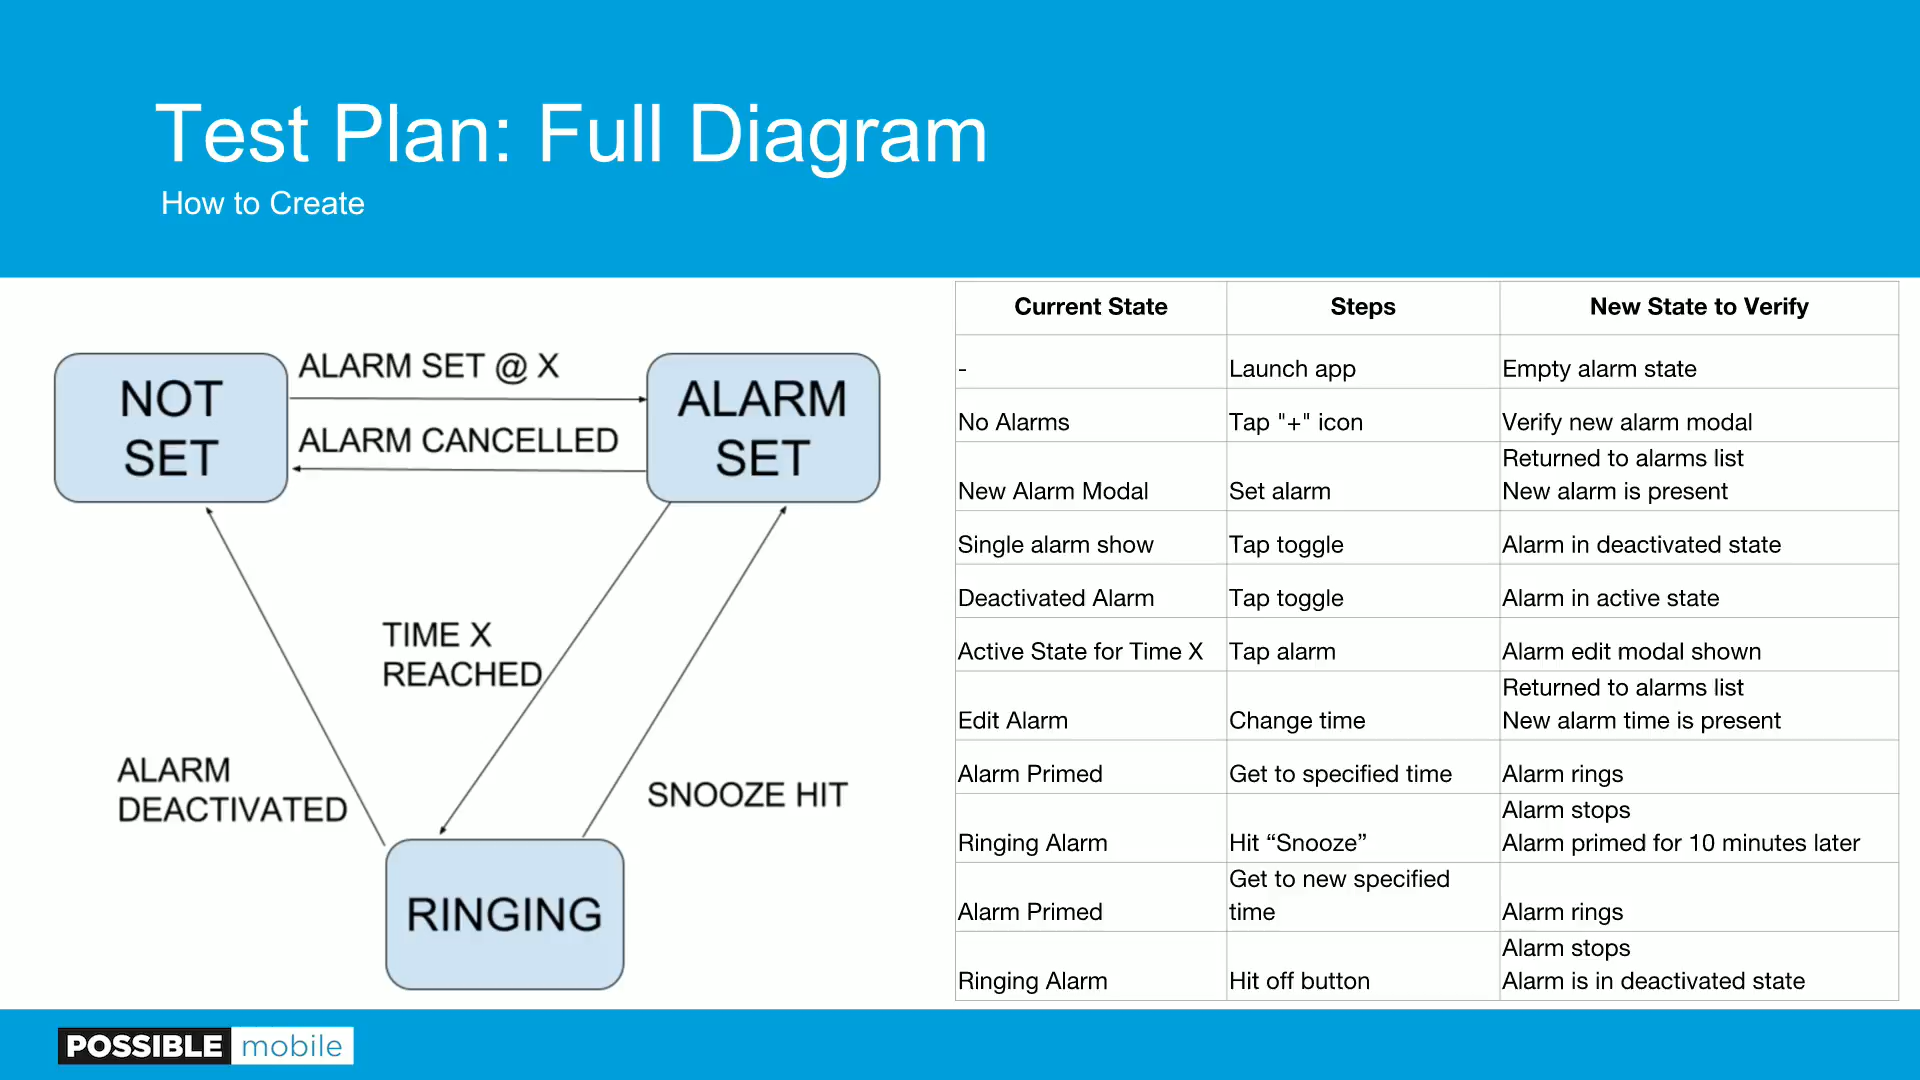 Test Plan: Full Diagram
How to Create
NOT
SET
ALARM SET @ X
ALARM CANCELLED
ALARM
SET
TIME X
REACHED
ALARM
DEACTIVATED
SNOOZE HIT
RINGING
Current State Steps New State to Verify
- Launch app Empty alarm state
No Alarms Tap "+" icon Verify new alarm modal
Returned to alarms list
New Alarm Modal Set alarm New alarm is present
Single alarm show Tap toggle Alarm in deactivated state
Deactivated Alarm Tap toggle Alarm in active state
Active State for Time X Tap alarm Alarm edit modal shown
Returned to alarms list
Edit Alarm Change time New alarm time is present
Alarm Primed Get to specified time Alarm rings
Alarm stops
Ringing Alarm Hit “Snooze” Alarm primed for 10 minutes later
Get to new specified
Alarm Primed time Alarm rings
Alarm stops
Ringing Alarm Hit off button Alarm is in deactivated state
POSSIBLE mobile